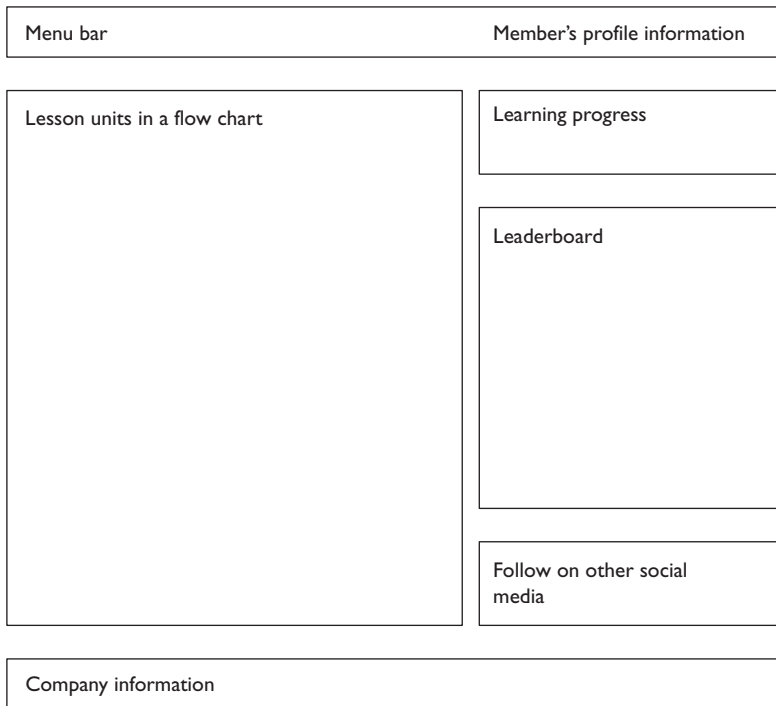 Menu bar
Member’s profile information
Lesson units in a flow chart
Learning progress
Leaderboard
Follow on other social
media
Company information